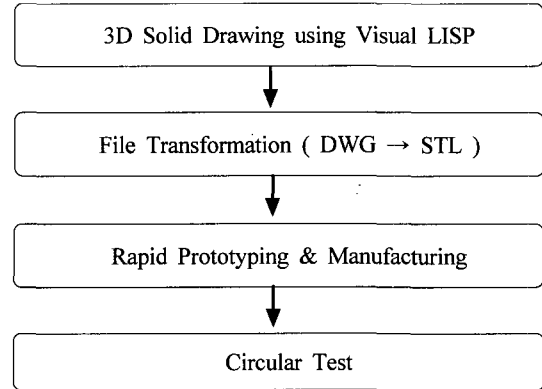 3D Solid Drawing using Visual LISP
File Transformation ( DWG → STL )
Rapid Prototyping & Manufacturing
Circular Test